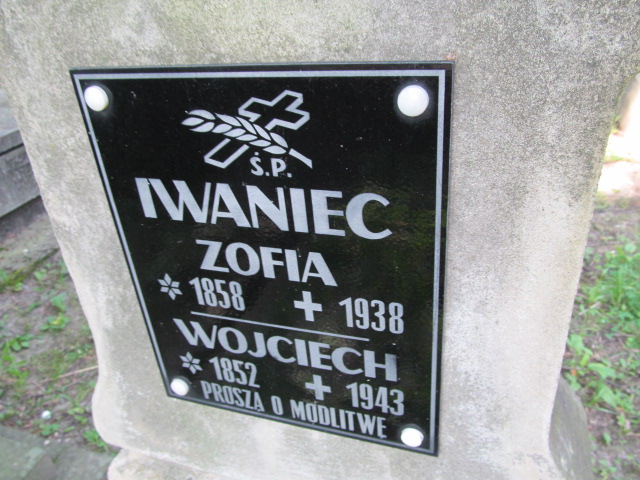 Ś.P.
IWANIEC
ZOFIA
1858 1938
WOJCIECH
1852 1943
PROSZĄ O MODLITWĘ